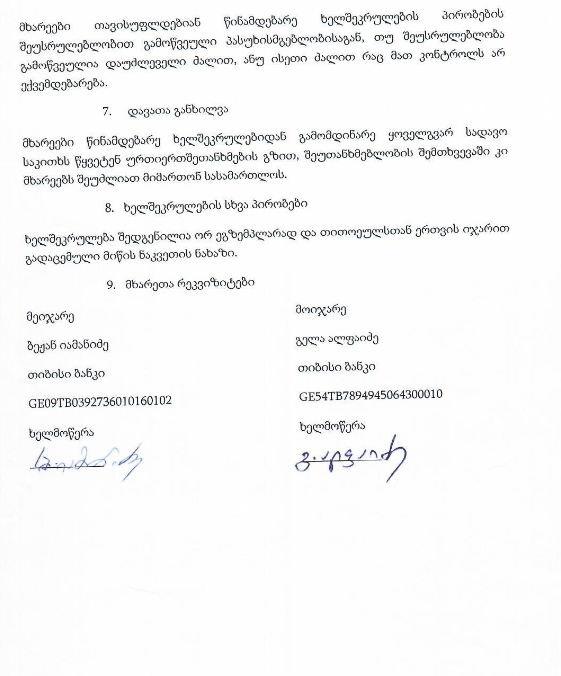 მხარეები თავისუფლდებიან წინამდებარე ხელშეკრულების პირობების
შეუსრულებლობით გამოწვეული პასუხისმგებლობისაგან, თუ შეუსრულებლობა
გამოწვეულია დაუძლეველი ძალით, ანუ ისეთი ძალით რაც მათ კონტროლს არ
ექვემდებარება.
7. დავათა განხილვა
მხარეები წინამდებარე ხელშეკრულებიდან გამომდინარე ყოველგვარ სადავო
საკითხს წყვეტენ ურთიერთშეთანხმების გზით, შეუთანხმებლობის შემთხვევაში კი
მხარეებს შეუძლიათ მიმართონ სასამართლოს.
8. ხელშეკრულების სხვა პირობები
ხელშეკრულება შედგენილია ორ ეგზემპლარად და თითოეულსთან ერთვის იჯარით
გადაცემული მიწის ნაკვეთის ნახაზი.
9. მხარეთა რეკვიზიტები
მეიჯარე
ბეჟან იამანიძე
თიბისი ბანკი
GE09TB0392736010160102
ხელმოწერა
მოიჯარე
გელა ალფაიძე
თიბისი ბანკი
GE54TB7894945064300010
ხელმოწერა